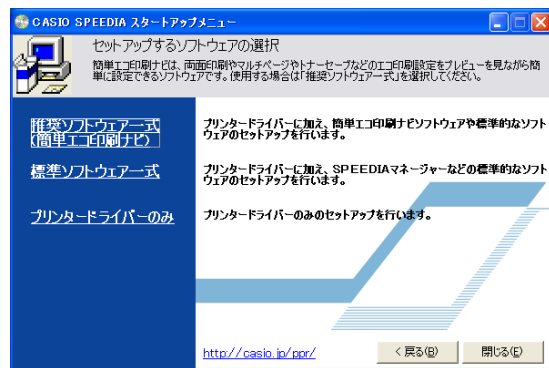 CASIO SPEEDIA スタートアップメニュー
セットアップするソフトウェアの選択
簡単エコ印刷ナビは、両面印刷やマルチページやトナーセーブなどのエコ印刷設定をプレビューを見ながら簡
単に設定できるソフトウェアです。使用する場合は「推奨ソフトウェア一式」を選択してください。
推奨ソフトウェア一式
(簡単エコ印刷ナビ)
プリンタードライバーに加え、簡単エコ印刷ナビソフトウェアや標準的なソフト
ウェアのセットアップを行います。
標準ソフトウェア一式
プリンタードライバーに加え、SPEEDIAマネージャーなどの標準的なソフト
ウェアのセットアップを行います。
プリンタードライバーのみ
プリンタードライバーのみのセットアップを行います。
http://casio.jp/ppr/
< 戻る(B)
閉じる(E)